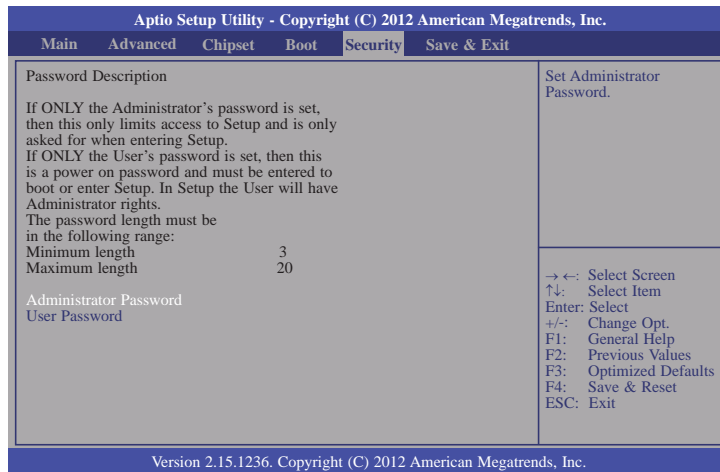 Aptio Setup Utility - Copyright (C) 2012 American Megatrends, Inc.
Main Advanced Chipset Boot Security Save & Exit
Password Description
If ONLY the Administrator's password is set,
then this only limits access to Setup and is only
asked for when entering Setup.
If ONLY the User's password is set, then this
is a power on password and must be entered to
boot or enter Setup. In Setup the User will have
Administrator rights.
The password length must be
in the following range:
Minimum length 3
Maximum length 20
Administrator Password
User Password
Set Administrator
Password.
→ ←: Select Screen
↑↓: Select Item
Enter: Select
+/-: Change Opt.
F1: General Help
F2: Previous Values
F3: Optimized Defaults
F4: Save & Reset
ESC: Exit
Version 2.15.1236. Copyright (C) 2012 American Megatrends, Inc.